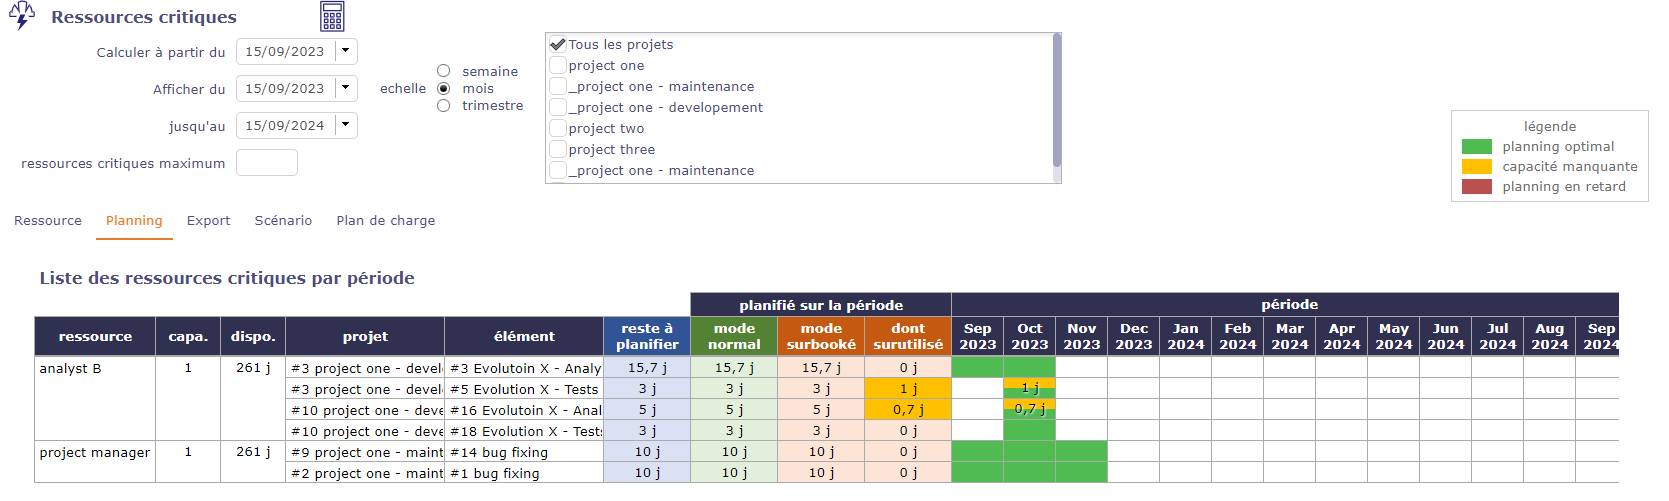 Ressources critiques
Calculer à partir du 15/09/2023
Afficher du 15/09/2023
jusqu'au 15/09/2024
ressources critiques maximum
echelle
semaine
mois
trimestre
Tous les projets
project one
_project one - maintenance
_project one - developement
project two
project three
_project one - maintenance
légende
planning optimal
capacité manquante
planning en retard
Ressource Planning Export Scénario Plan de charge
Liste des ressources critiques par période
planifié sur la période période
ressource capa. dispo. projet élément reste à planifier mode normal mode surbooké dont surutilisé Sep 2023 Oct 2023 Nov 2023 Dec 2023 Jan 2024 Feb 2024 Mar 2024 Apr 2024 May 2024 Jun 2024 Jul 2024 Aug 2024 Sep 2024
analyst B 1 261 j #3 project one - devel #3 Evolutoin X - Analy 15,7 j 15,7 j 15,7 j 0 j
#3 project one - devel #5 Evolution X - Tests 3 j 3 j 3 j 1 j 1 j
#10 project one - deve #16 Evolutoin X - Anal 5 j 5 j 5 j 0,7 j 0,7 j
#10 project one - deve #18 Evolution X - Tests 3 j 3 j 3 j 0 j
project manager 1 261 j #9 project one - maint #14 bug fixing 10 j 10 j 10 j 0 j
#2 project one - maint #1 bug fixing 10 j 10 j 10 j 0 j